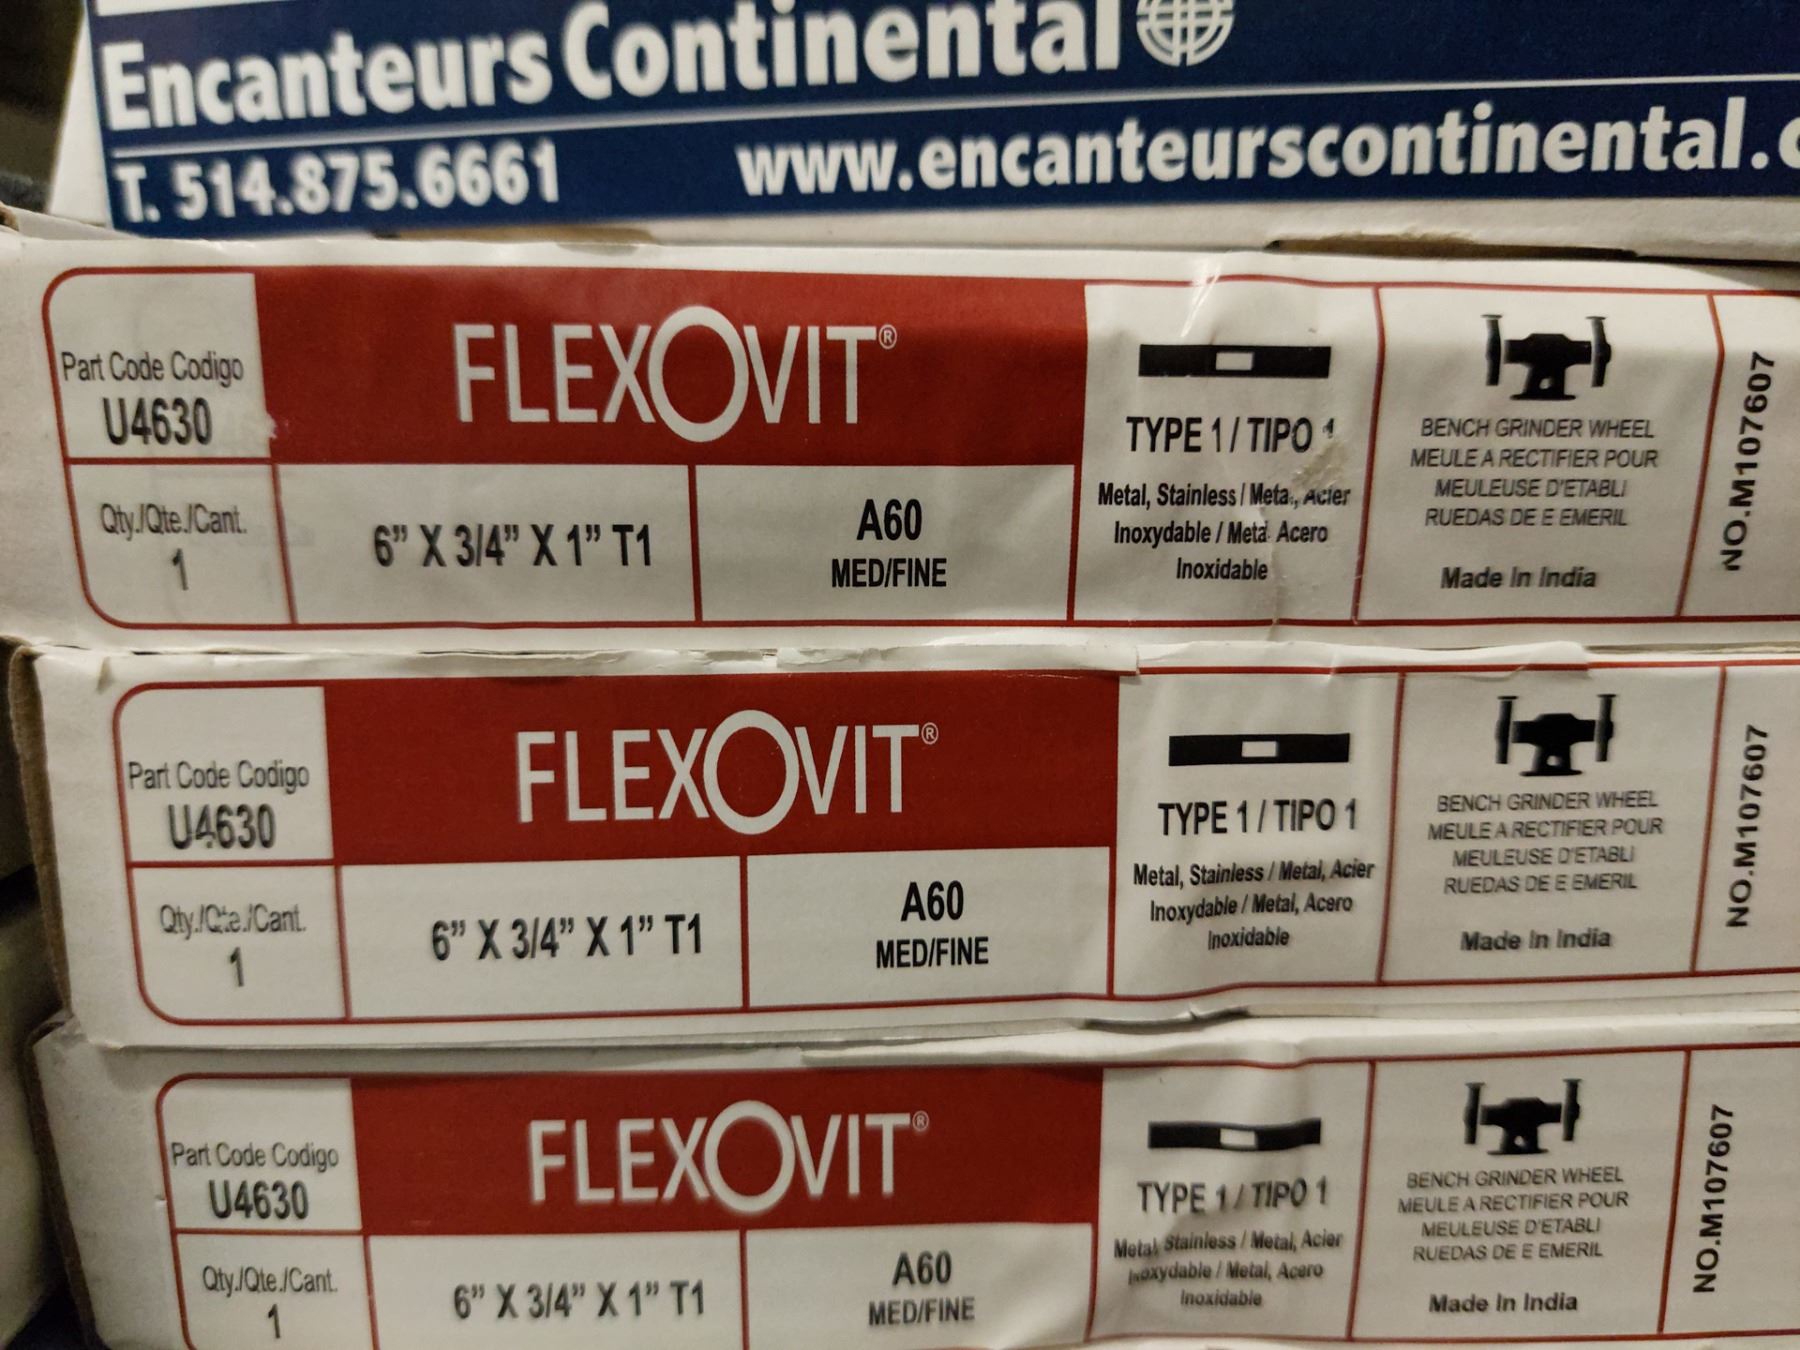 Encanteurs Continental
T. 514.875.6661 www.encanteurscontinental.c
Part Code Codigo
U4630
FLEXOVIT®
Qty./Qte./Cant.
1
6" X 3/4" X 1" T1
A60
MED/FINE
TYPE 1 / TIPO 1
Metal, Stainless / Meta., Acier
Inoxydable / Meta Acero
Inoxidable
BENCH GRINDER WHEEL
MEULE A RECTIFIER POUR
MEULEUSE D'ETABLI
RUEDAS DE E EMERIL
Made In India
NO.M107607
Part Code Codigo
U4630
FLEXOVIT®
Qty./Qte./Cant.
1
6" X 3/4" X 1" T1
A60
MED/FINE
TYPE 1 / TIPO 1
Metal, Stainless / Metal, Acier
Inoxydable / Metal, Acero
Inoxidable
BENCH GRINDER WHEEL
MEULE A RECTIFIER POUR
MEULEUSE D'ETABLI
RUEDAS DE E EMERIL
Made In India
NO.M107607
Part Code Codigo
U4630
FLEXOVIT®
Qty./Qte./Cant.
1
6" X 3/4" X 1" T1
A60
MED/FINE
TYPE 1 / TIPO 1
Metal, Stainless / Metal, Acier
Inoxydable / Metal, Acero
Inoxidable
BENCH GRINDER WHEEL
MEULE A RECTIFIER POUR
MEULEUSE D'ETABLI
RUEDAS DE E EMERIL
Made In India
NO.M107607